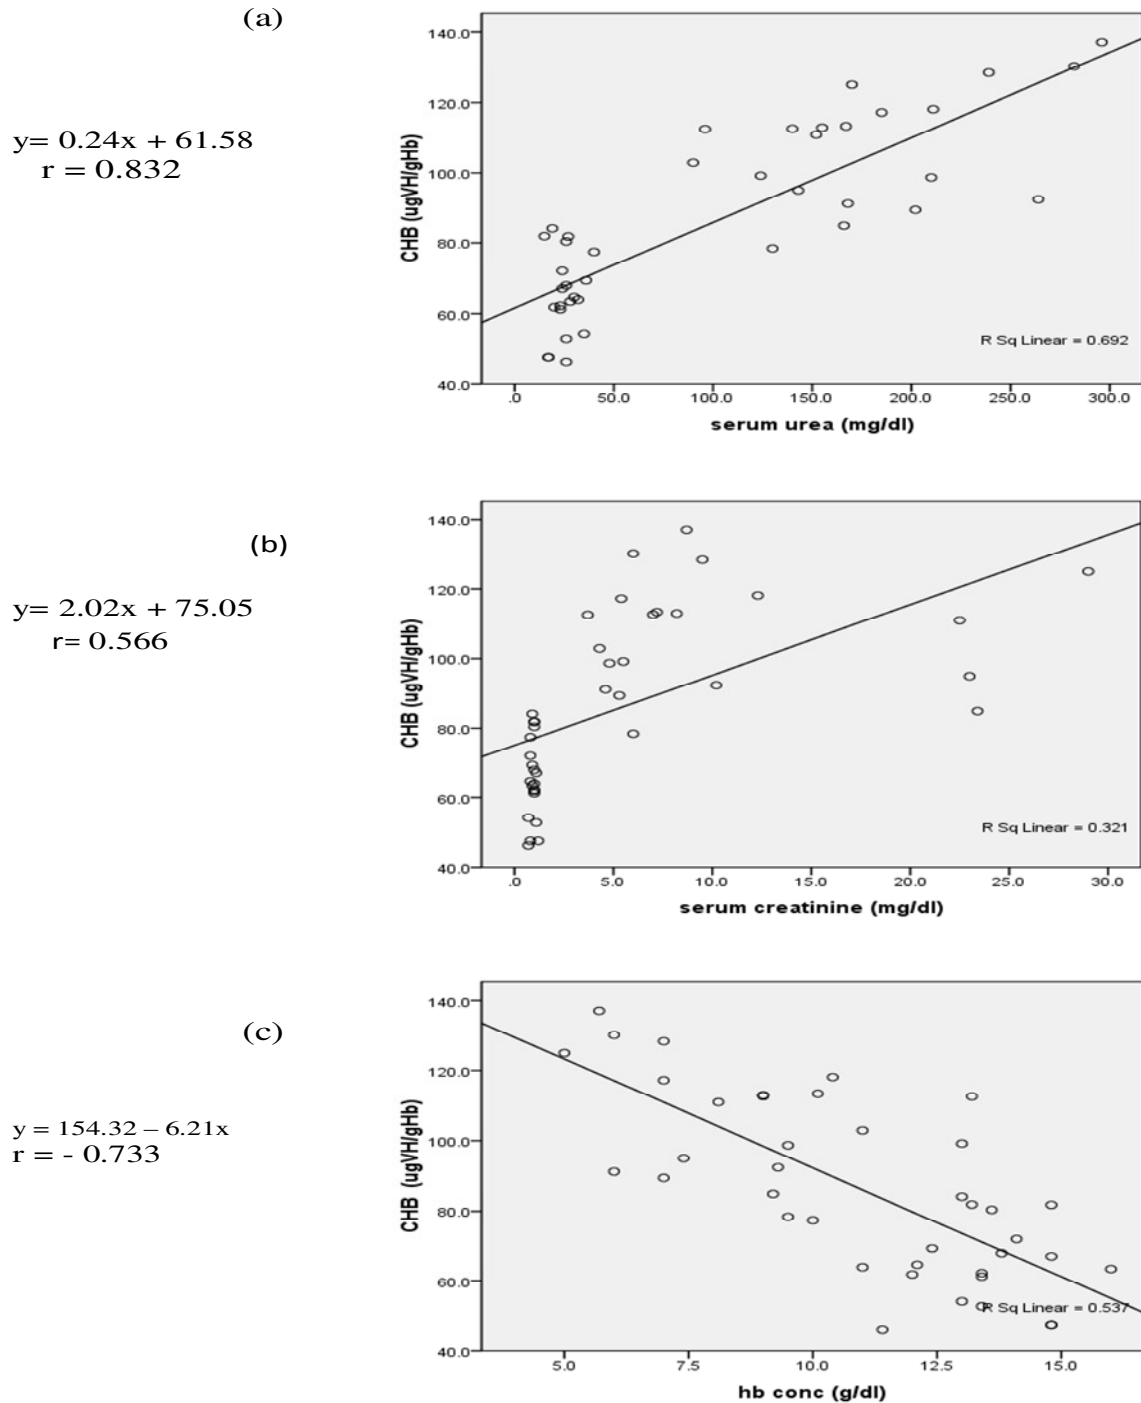 (a)
y= 0.24x + 61.58
r = 0.832
140.0
120.0
100.0
80.0
60.0
40.0
CHB (ugVH/gHb)
R Sq Linear = 0.692
.0 50.0 100.0 150.0 200.0 250.0 300.0
serum urea (mg/dl)
(b)
y= 2.02x + 75.05
r= 0.566
140.0
120.0
100.0
80.0
60.0
40.0
CHB (ugVH/gHb)
R Sq Linear = 0.321
.0 5.0 10.0 15.0 20.0 25.0 30.0
serum creatinine (mg/dl)
(c)
y = 154.32 – 6.21x
r = - 0.733
140.0
120.0
100.0
80.0
60.0
40.0
CHB (ugVH/gHb)
R Sq Linear = 0.537
5.0 7.5 10.0 12.5 15.0
hb conc (g/dl)